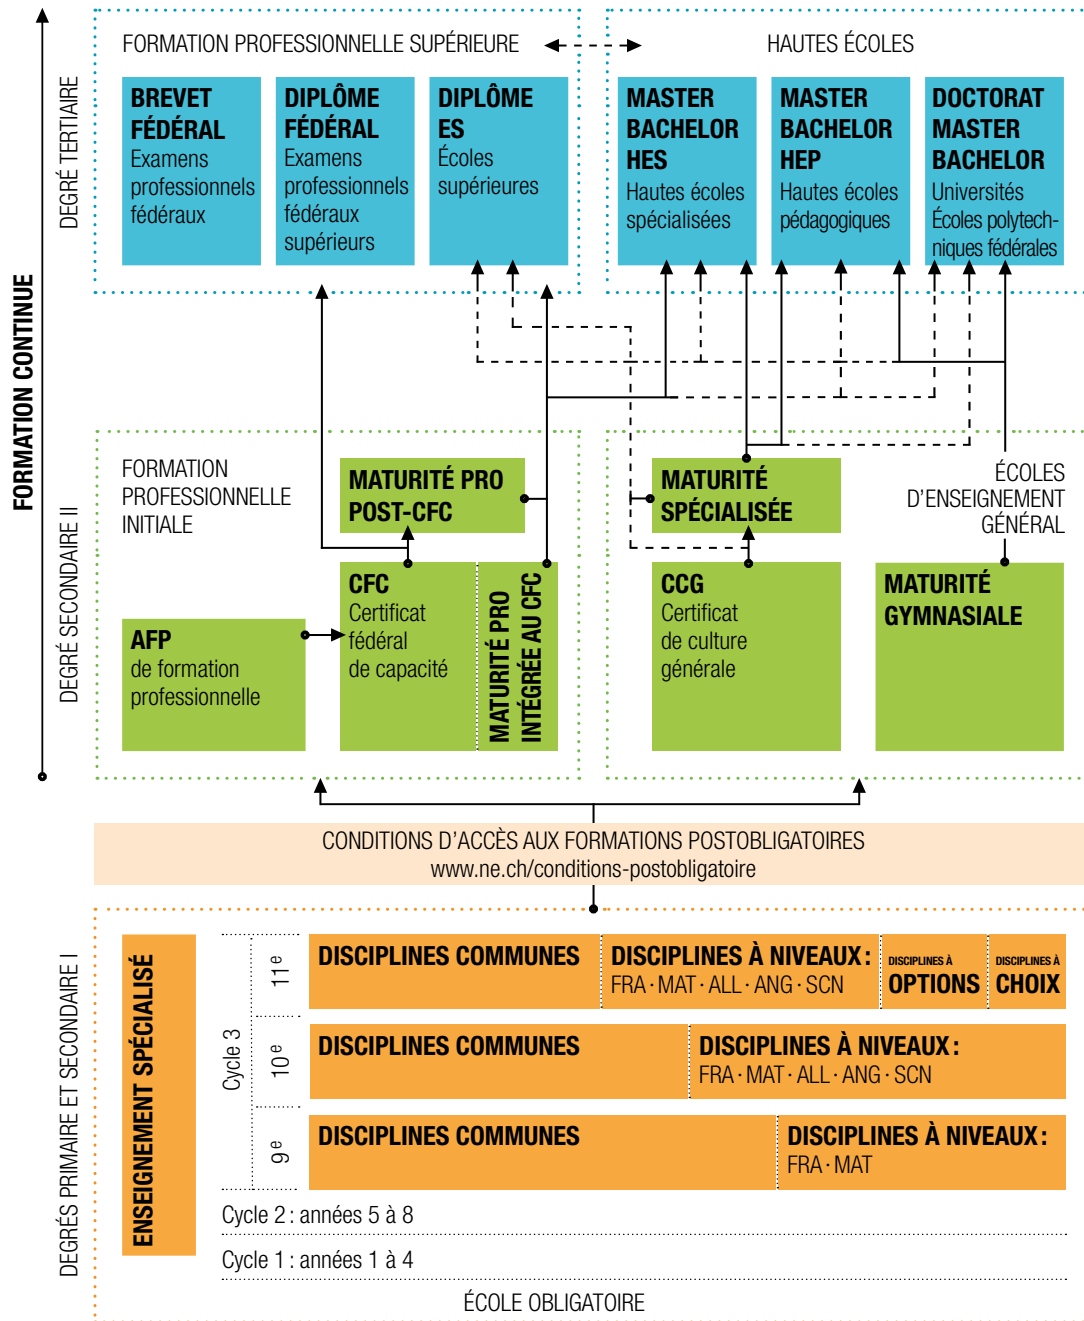 FORMATION CONTINUE
DEGRÉ TERTIAIRE
FORMATION PROFESSIONNELLE SUPÉRIEURE
BREVET
FÉDÉRAL
Examens
professionnels
fédéraux
DIPLÔME
FÉDÉRAL
Examens
professionnels
fédéraux
supérieurs
DIPLÔME
ES
Écoles
supérieures
HAUTES ÉCOLES
MASTER
BACHELOR
HES
Hautes écoles
spécialisées
MASTER
BACHELOR
HEP
Hautes écoles
pédagogiques
DOCTORAT
MASTER
BACHELOR
Universités
Écoles polytech-
niques fédérales
DEGRÉ SECONDAIRE II
FORMATION
PROFESSIONNELLE
INITIALE
MATURITÉ PRO
POST-CFC
AFP
de formation
professionnelle
CFC
Certificat
fédéral
de capacité
MATURITÉ PRO
INTÉGRÉE AU CFC
MATURITÉ
SPÉCIALISÉE
ÉCOLES
D'ENSEIGNEMENT
GÉNÉRAL
CCG
Certificat
de culture
générale
MATURITÉ
GYMNASIALE
CONDITIONS D'ACCÈS AUX FORMATIONS POSTOBLIGATOIRES
www.ne.ch/conditions-postobligatoire
DEGRÉS PRIMAIRE ET SECONDAIRE I
ENSEIGNEMENT SPÉCIALISÉ
Cycle 3
11e
DISCIPLINES COMMUNES
DISCIPLINES À NIVEAUX :
FRA · MAT · ALL · ANG · SCN
DISCIPLINES À
OPTIONS
DISCIPLINES À
CHOIX
10e
DISCIPLINES COMMUNES
DISCIPLINES À NIVEAUX :
FRA · MAT · ALL · ANG · SCN
9e
DISCIPLINES COMMUNES
DISCIPLINES À NIVEAUX :
FRA · MAT
Cycle 2 : années 5 à 8
Cycle 1 : années 1 à 4
ÉCOLE OBLIGATOIRE